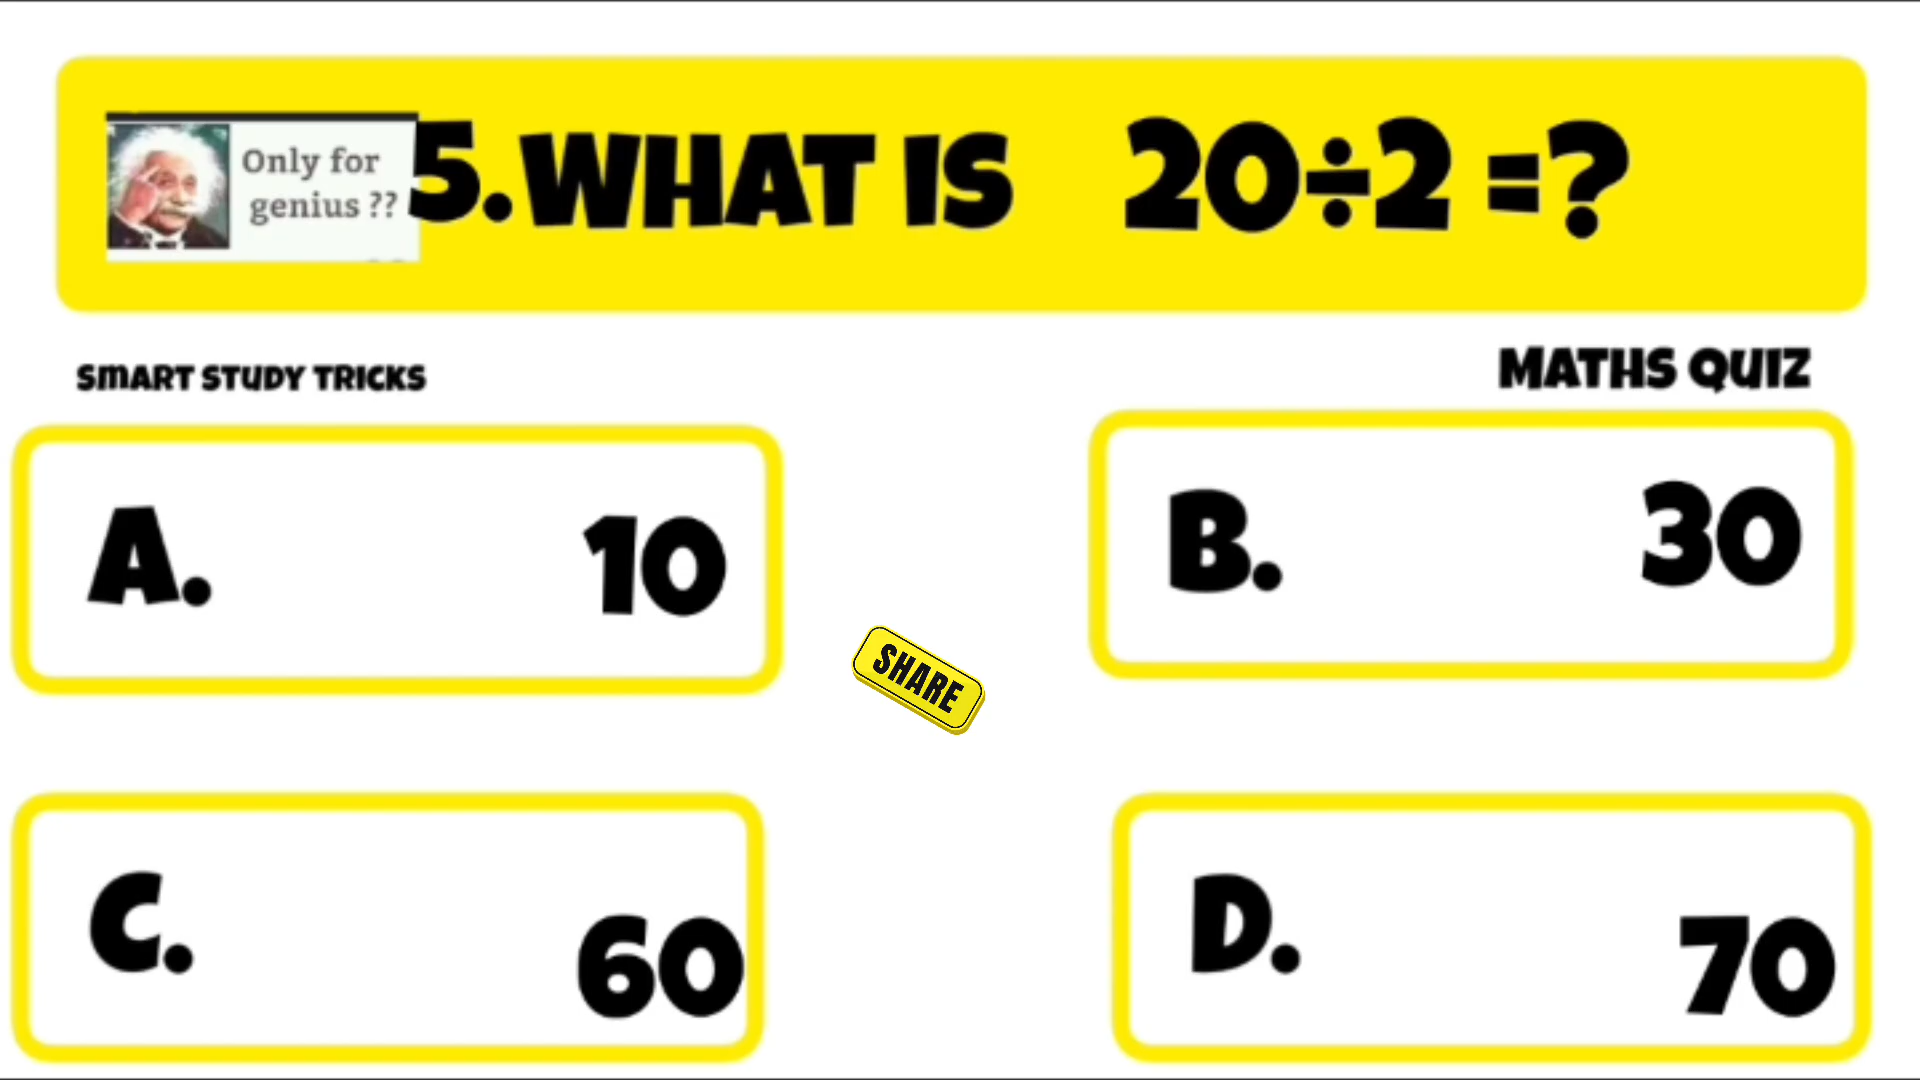 Only for
genius ??
5.WHAT IS 20÷2 =?
SMART STUDY TRICKS
MATHS QUIZ
A. 10
B. 30
SHARE
C. 60
D. 70